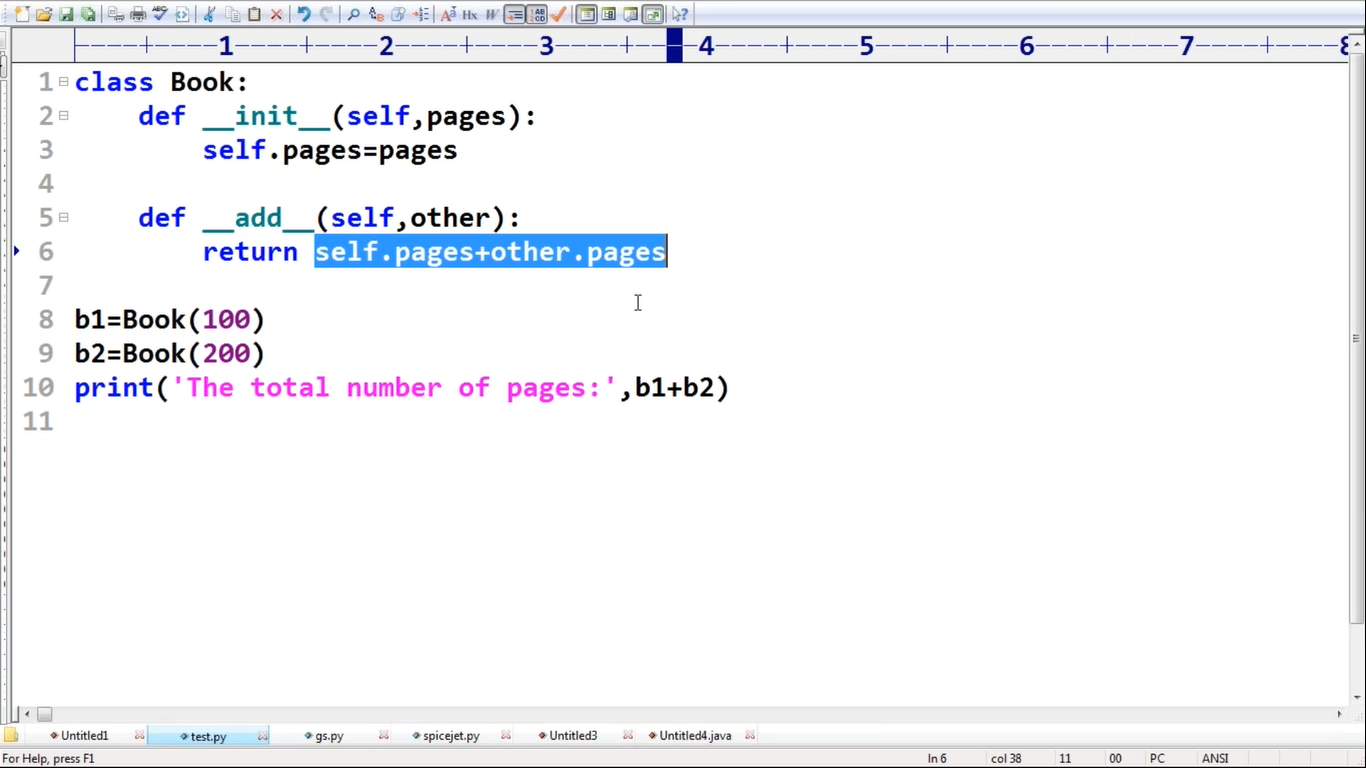 1 2 3 4 5 6 7 8
1 class Book:
2 def __init__(self,pages):
3 self.pages=pages
4
5 def __add__(self,other):
6 return self.pages+other.pages
7
8 b1=Book(100)
9 b2=Book(200)
10 print('The total number of pages:',b1+b2)
11
Untitled1 test.py gs.py spicejet.py Untitled3 Untitled4.java
For Help, press F1 ln 6 col 38 11 00 PC ANSI